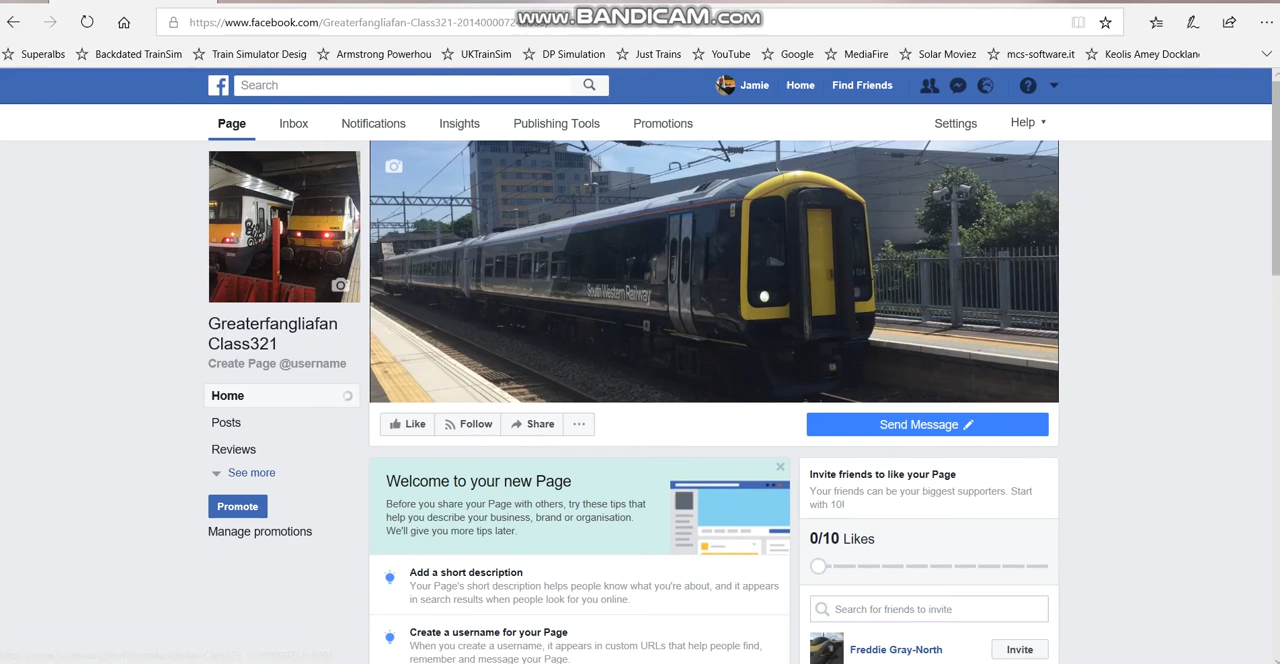 www.BANDICAM.com
https://www.facebook.com/Greaterfangliafan-Class321-2014000072
Superalbs Backdated TrainSim Train Simulator Desig Armstrong Powerhou UKTrainSim DP Simulation Just Trains YouTube Google MediaFire Solar Moviez mcs-software.it Keolis Amey Docklan
Search Jamie Home Find Friends
Page Inbox Notifications Insights Publishing Tools Promotions Settings Help
South Western Railway
Greaterfangliafan
Class321
Create Page @username
Home
Posts
Reviews
See more
Promote
Manage promotions
Like Follow Share ... Send Message
Welcome to your new Page
Before you share your Page with others, try these tips that
help you describe your business, brand or organisation.
We'll give you more tips later.
Add a short description
Your Page's short description helps people know what you're about, and it appears
in search results when people look for you online.
Create a username for your Page
When you create a username, it appears in custom URLs that help people find,
remember and message your Page.
Invite friends to like your Page
Your friends can be your biggest supporters. Start
with 10!
0/10 Likes
Search for friends to invite
Freddie Gray-North Invite